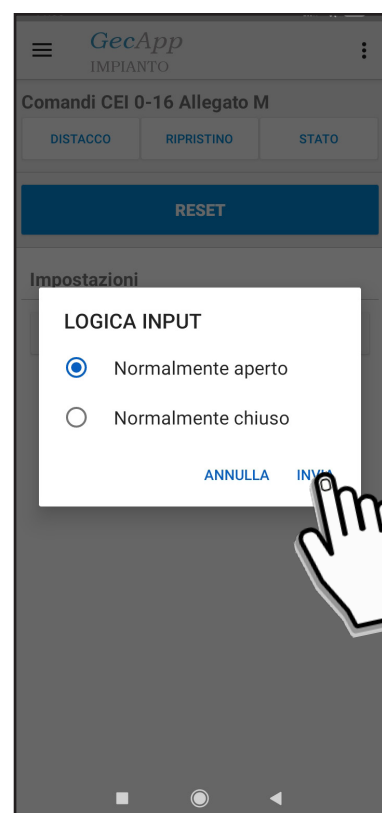 GecApp
IMPIANTO
Comandi CEI 0-16 Allegato M
DISTACCO RIPRISTINO STATO
RESET
Impostazioni
LOGICA INPUT
Normalmente aperto
Normalmente chiuso
ANNULLA INVIA